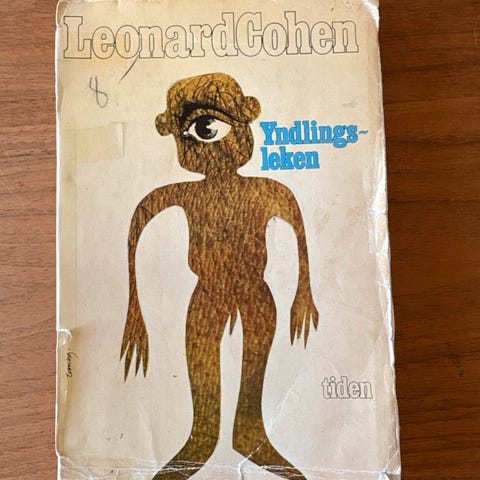 LeonardCohen
8
Yndlings-
leken
tiden